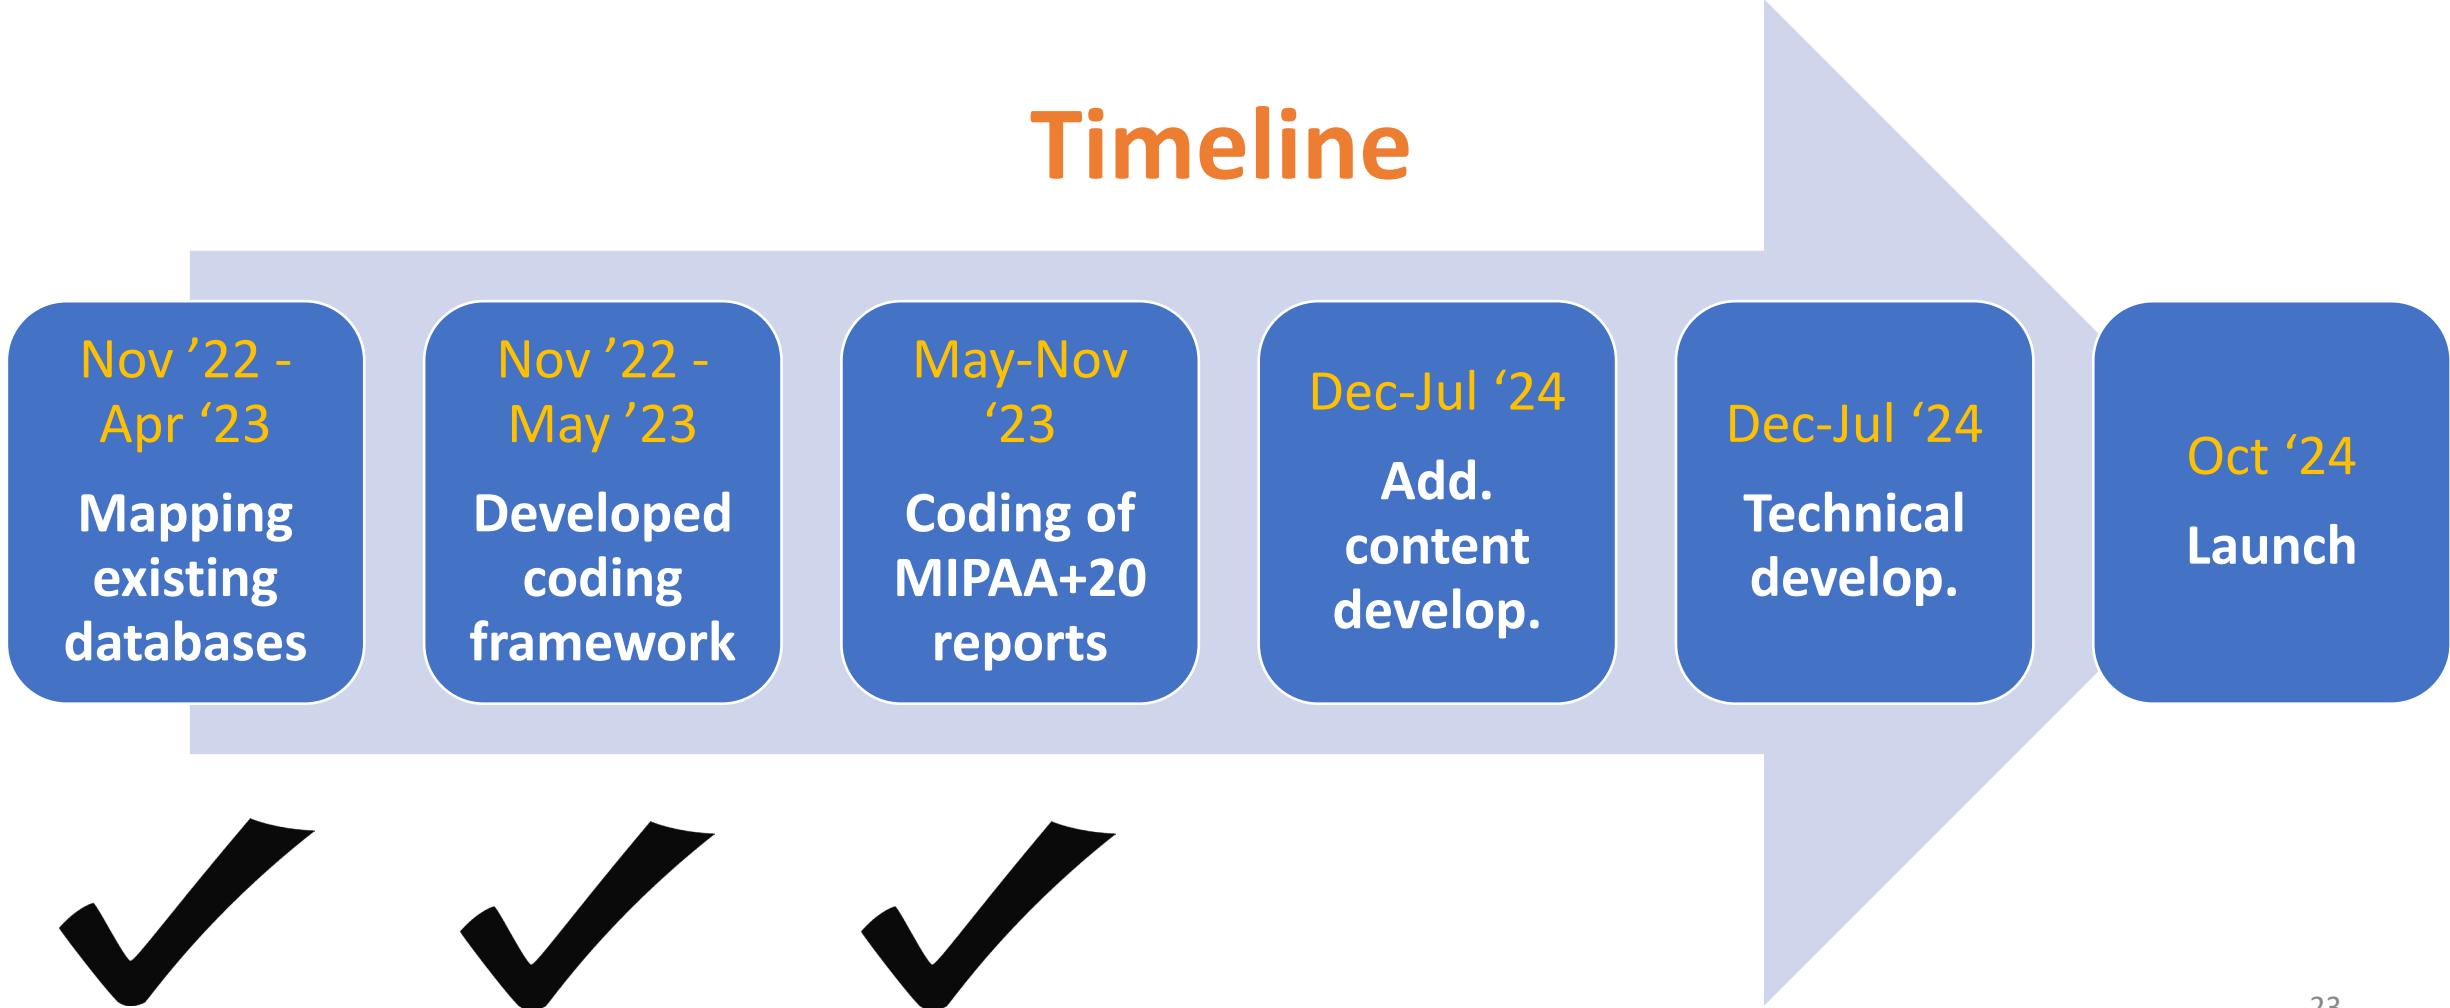 Timeline
Nov ’22 -
Apr ‘23
Mapping
existing
databases
Nov ’22 -
May ’23
Developed
coding
framework
May-Nov
‘23
Coding of
MIPAA+20
reports
Dec-Jul ‘24
Add.
content
develop.
Dec-Jul ‘24
Technical
develop.
Oct ‘24
Launch
23